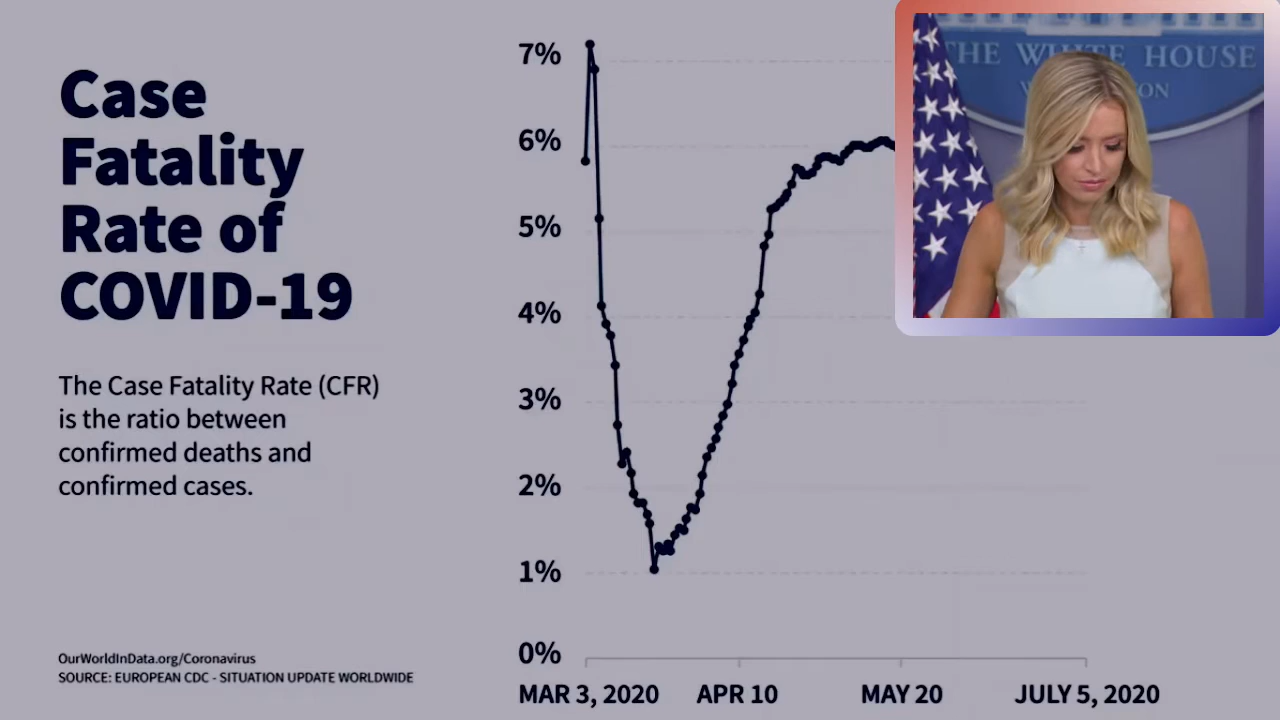 Case
Fatality
Rate of
COVID-19
The Case Fatality Rate (CFR)
is the ratio between
confirmed deaths and
confirmed cases.
OurWorldInData.org/Coronavirus
SOURCE: EUROPEAN CDC - SITUATION UPDATE WORLDWIDE
7%
6%
5%
4%
3%
2%
1%
0%
MAR 3, 2020 APR 10 MAY 20 JULY 5, 2020
THE WHITE HOUSE